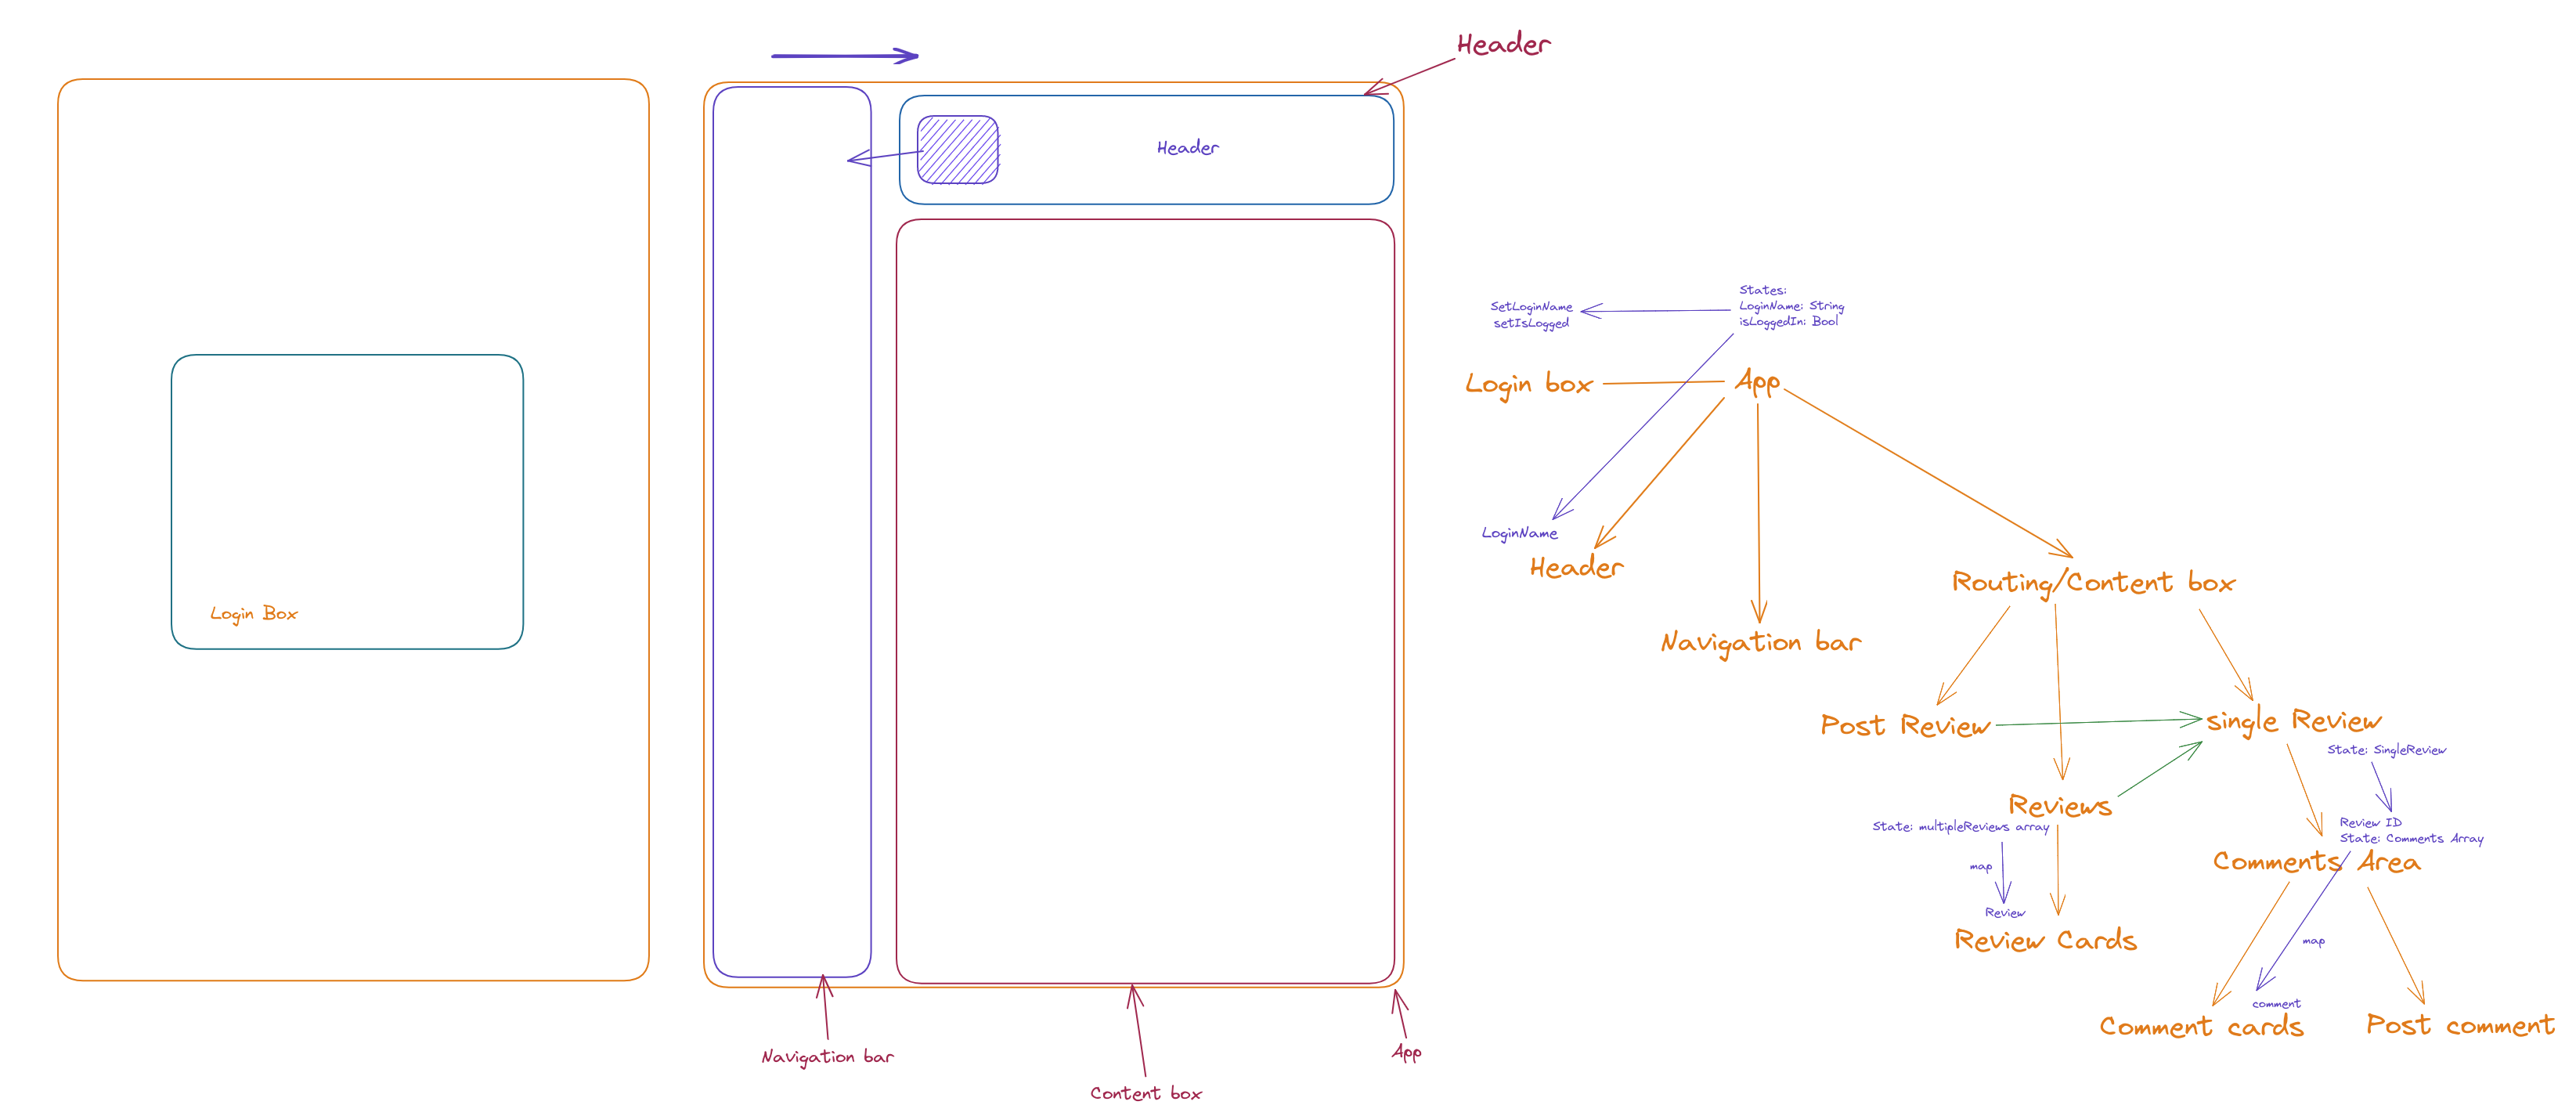 Header
Header
Login Box
Navigation bar
Content box
App
States:
LoginName: String
isLoggedIn: Bool
SetLoginName
setIsLogged
Login box
App
LoginName
Header
Navigation bar
Routing/Content box
Post Review
single Review
State: SingleReview
Reviews
State: multipleReviews array
map
Review
Review Cards
Review ID
State: Comments Array
Comments Area
map
comment
Comment cards
Post comment